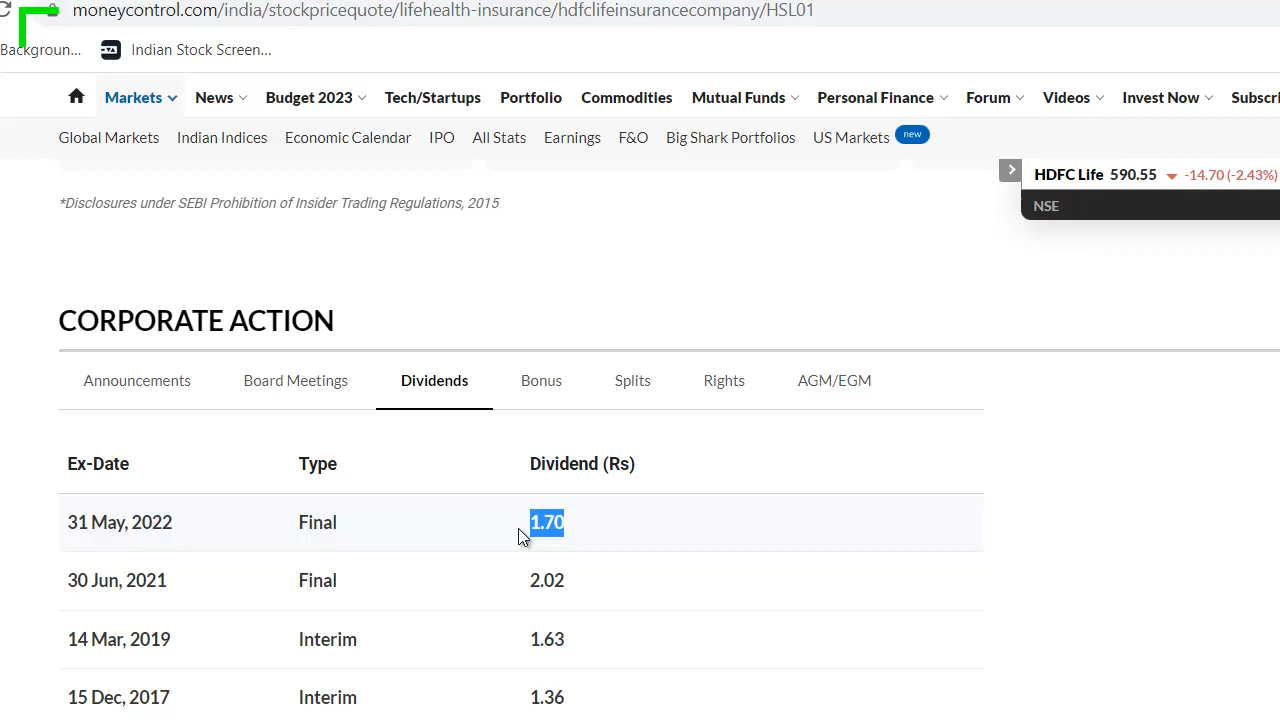 moneycontrol.com/india/stockpricequote/lifehealth-insurance/hdfclifeinsurancecompany/HSL01
Backgroun... Indian Stock Screen...
Markets News Budget 2023 Tech/Startups Portfolio Commodities Mutual Funds Personal Finance Forum Videos Invest Now Subscri
Global Markets Indian Indices Economic Calendar IPO All Stats Earnings F&O Big Shark Portfolios US Markets new
HDFC Life 590.55 -14.70 (-2.43%)
NSE
*Disclosures under SEBI Prohibition of Insider Trading Regulations, 2015
CORPORATE ACTION
Announcements Board Meetings Dividends Bonus Splits Rights AGM/EGM
Ex-Date Type Dividend (Rs)
31 May, 2022 Final 1.70
30 Jun, 2021 Final 2.02
14 Mar, 2019 Interim 1.63
15 Dec, 2017 Interim 1.36